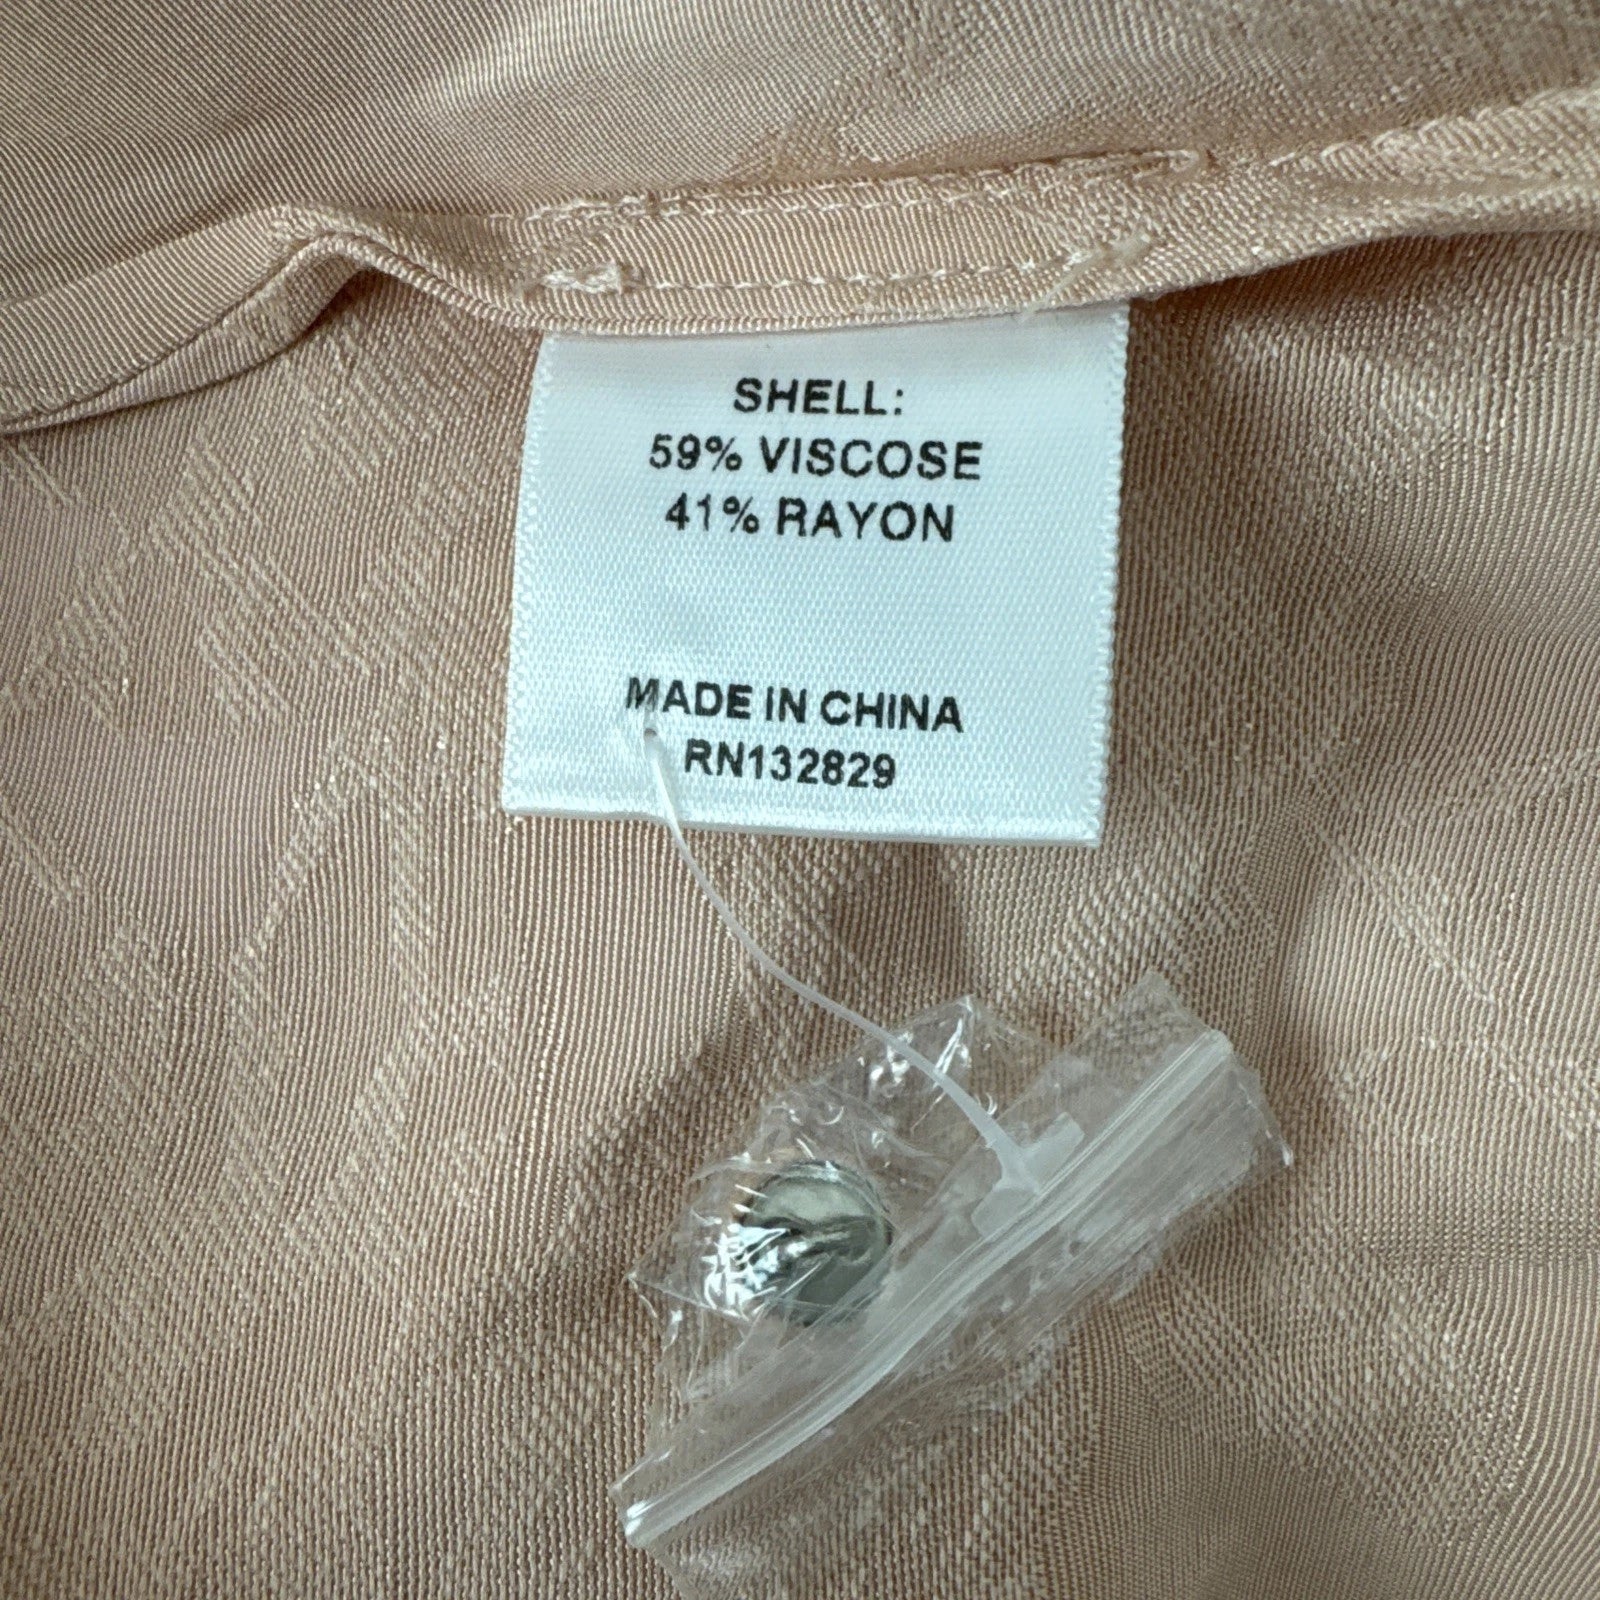 SHELL:
59% VISCOSE
41% RAYON
MADE IN CHINA
RN132829